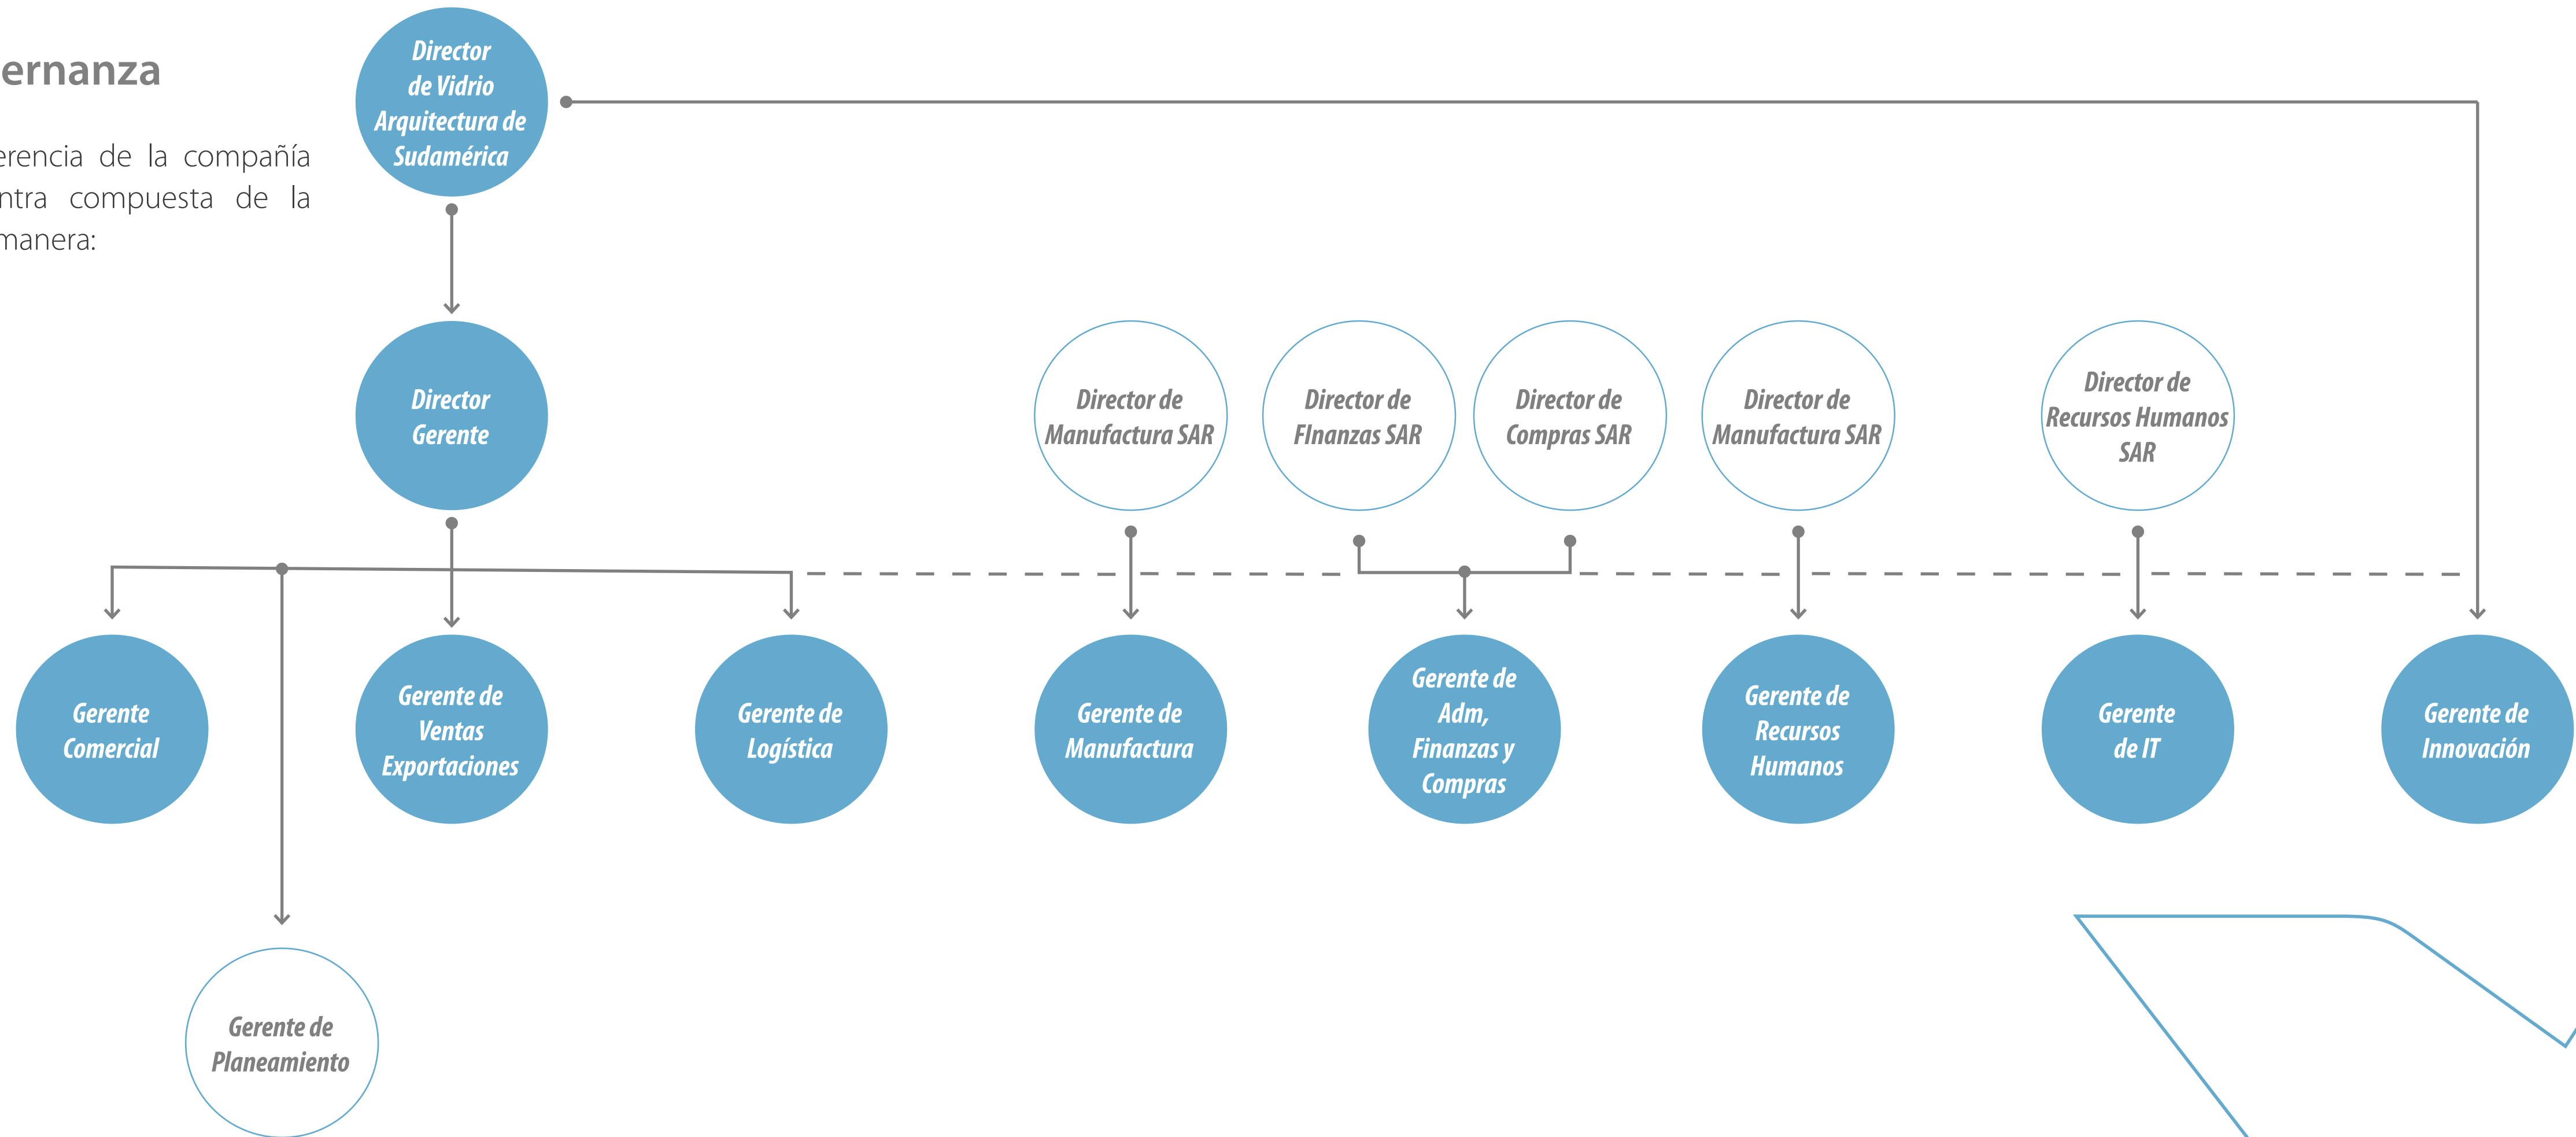 ernanza
erencia de la compañía
ntra compuesta de la
manera:
Director
de Vidrio
Arquitectura de
Sudamérica
Director
Gerente
Director de
Manufactura SAR
Director de
FInanzas SAR
Director de
Compras SAR
Director de
Manufactura SAR
Director de
Recursos Humanos
SAR
Gerente
Comercial
Gerente de
Ventas
Exportaciones
Gerente de
Logística
Gerente de
Manufactura
Gerente de
Adm,
Finanzas y
Compras
Gerente de
Recursos
Humanos
Gerente
de IT
Gerente de
Innovación
Gerente de
Planeamiento